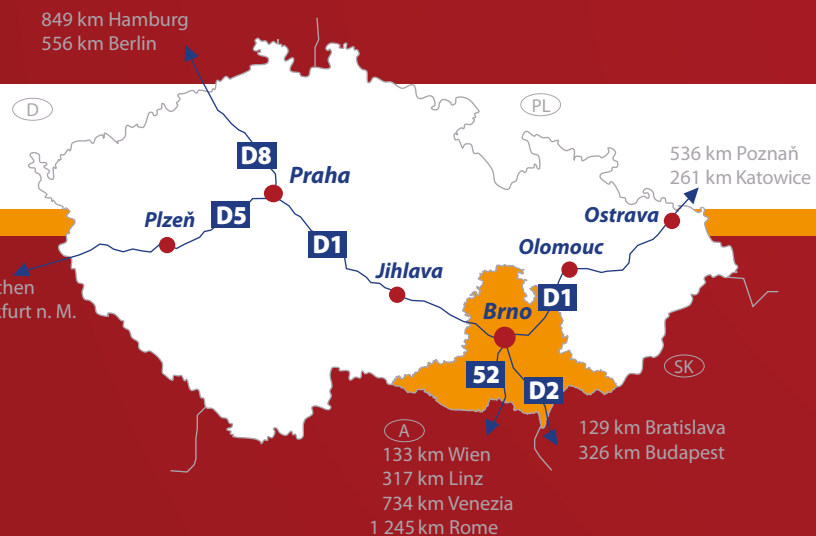 849 km Hamburg
556 km Berlin
D
PL
D8
536 km Poznaň
261 km Katowice
Praha
Plzeň
D5
Ostrava
D1
Olomouc
Jihlava
D1
Brno
n. M.
52
D2
SK
A
129 km Bratislava
326 km Budapest
133 km Wien
317 km Linz
734 km Venezia
1 245 km Rome